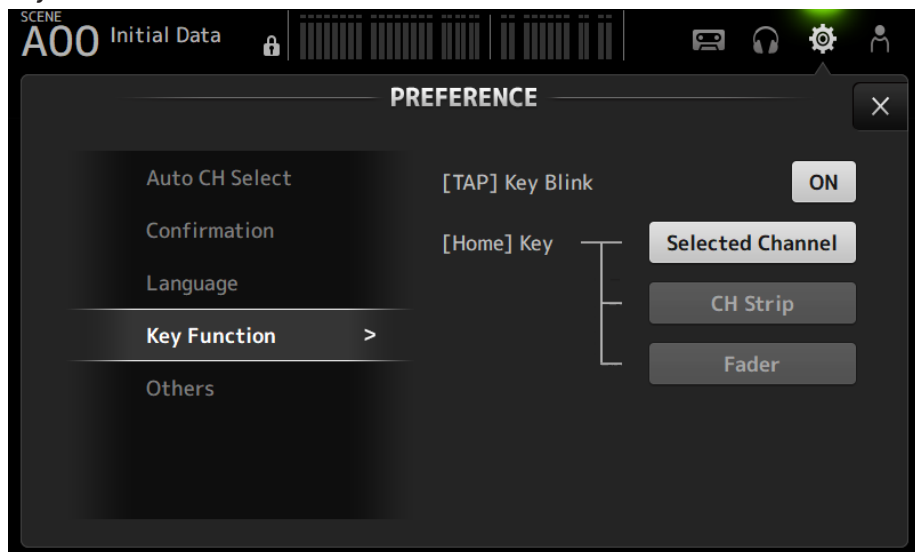 SCENE
A00 Initial Data
PREFERENCE
Auto CH Select
Confirmation
Language
Key Function >
Others
[TAP] Key Blink ON
[Home] Key Selected Channel
CH Strip
Fader